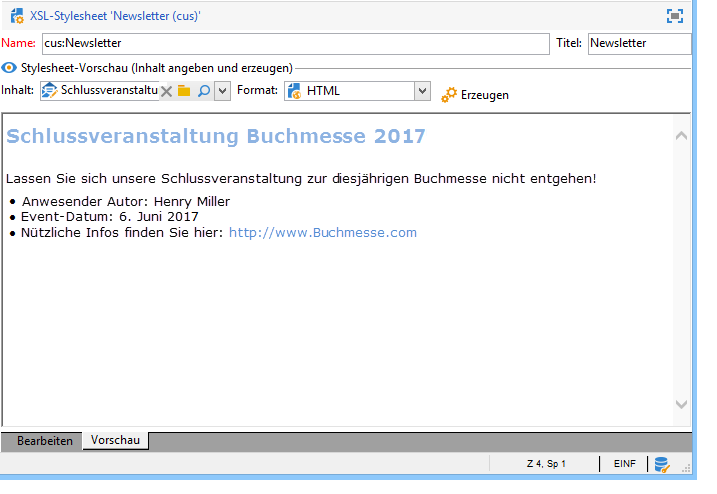 XSL-Stylesheet 'Newsletter (cus)'
Name: cus:Newsletter Titel: Newsletter
Stylesheet-Vorschau (Inhalt angeben und erzeugen)
Inhalt: Schlussveranstaltu Format: HTML Erzeugen
Schlussveranstaltung Buchmesse 2017
Lassen Sie sich unsere Schlussveranstaltung zur diesjährigen Buchmesse nicht entgehen!
• Anwesender Autor: Henry Miller
• Event-Datum: 6. Juni 2017
• Nützliche Infos finden Sie hier: http://www.Buchmesse.com
Bearbeiten Vorschau
Z 4, Sp 1 EINF